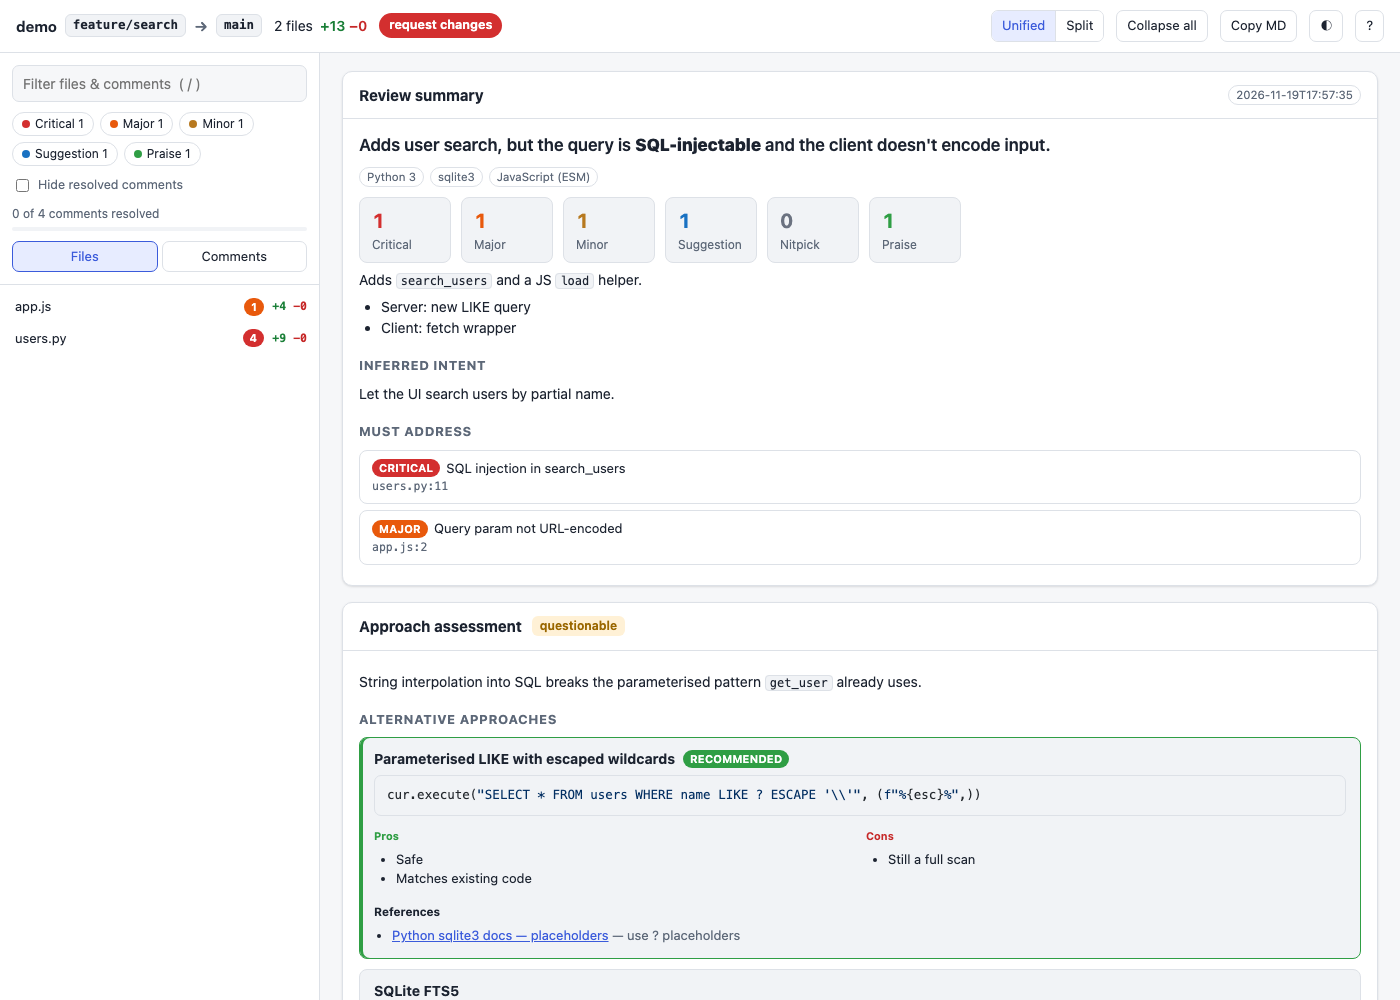 demo feature/search → main 2 files +13 −0 request changes Unified Split Collapse all Copy MD ?
Filter files & comments ( / )
Critical 1 Major 1 Minor 1
Suggestion 1 Praise 1
Hide resolved comments
0 of 4 comments resolved
Files Comments
app.js 1 +4 −0
users.py 4 +9 −0
Review summary 2026-11-19T17:57:35
Adds user search, but the query is SQL-injectable and the client doesn't encode input.
Python 3 sqlite3 JavaScript (ESM)
1 1 1 1 0 1
Critical Major Minor Suggestion Nitpick Praise
Adds search_users and a JS load helper.
• Server: new LIKE query
• Client: fetch wrapper
INFERRED INTENT
Let the UI search users by partial name.
MUST ADDRESS
CRITICAL SQL injection in search_users
users.py:11
MAJOR Query param not URL-encoded
app.js:2
Approach assessment questionable
String interpolation into SQL breaks the parameterised pattern get_user already uses.
ALTERNATIVE APPROACHES
Parameterised LIKE with escaped wildcards RECOMMENDED
cur.execute("SELECT * FROM users WHERE name LIKE ? ESCAPE '\\'", (f"%{esc}%",))
Pros Cons
• Safe • Still a full scan
• Matches existing code
References
• Python sqlite3 docs — placeholders — use ? placeholders
SQLite FTS5